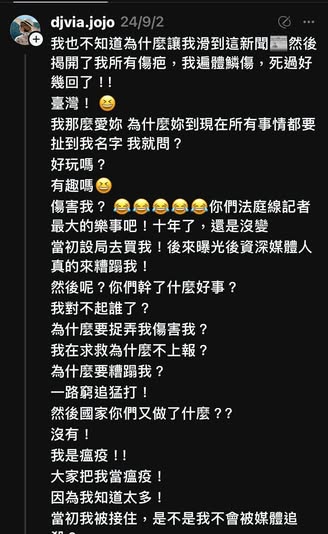 djvia.jojo 24/9/2
我也不知道為什麼讓我滑到這新聞📰然後
揭開了我所有傷疤，我遍體鱗傷，死過好
幾回了！!
臺灣！😆
我那麼愛妳 為什麼妳到現在所有事情都要
扯到我名字 我就問？
好玩嗎？
有趣嗎😆
傷害我？😂😂😂😂😂你們法庭線記者
最大的樂事吧！十年了，還是沒變
當初設局去買我！後來曝光後資深媒體人
真的來糟蹋我！
然後呢？你們幹了什麼好事？
我對不起誰了？
為什麼要捉弄我傷害我？
我在求救為什麼不上報？
為什麼要糟蹋我？
一路窮追猛打！
然後國家你們又做了什麼？?
沒有！
我是瘟疫！!
大家把我當瘟疫！
因為我知道太多！
當初我被接住，是不是我不會被媒體追
殺？